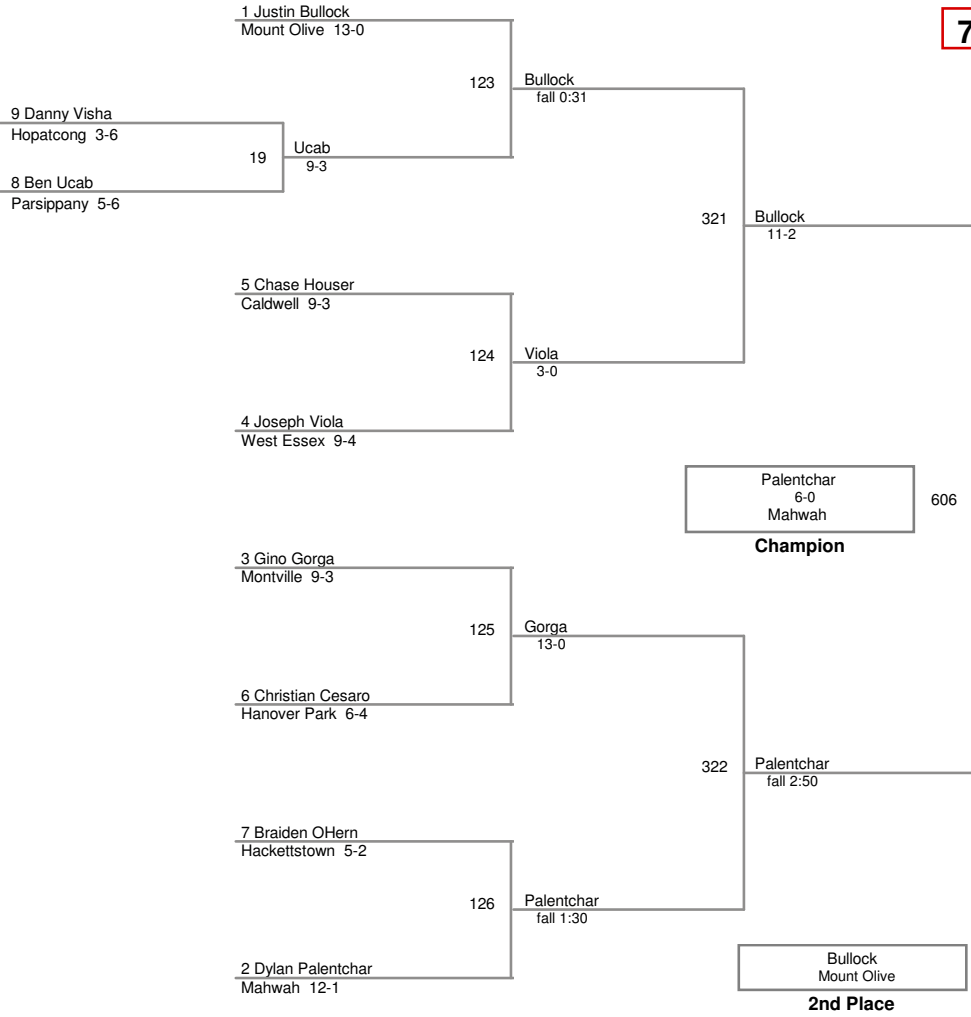 1 Justin Bullock
Mount Olive 13-0
7
123
Bullock
fall 0:31
9 Danny Visha
Hopatcong 3-6
19
Ucab
9-3
8 Ben Ucab
Parsippany 5-6
321
Bullock
11-2
5 Chase Houser
Caldwell 9-3
124
Viola
3-0
4 Joseph Viola
West Essex 9-4
Palentchar
6-0
Mahwah
606
Champion
3 Gino Gorga
Montville 9-3
125
Gorga
13-0
6 Christian Cesaro
Hanover Park 6-4
322
Palentchar
fall 2:50
7 Braiden OHern
Hackettstown 5-2
126
Palentchar
fall 1:30
2 Dylan Palentchar
Mahwah 12-1
Bullock
Mount Olive
2nd Place